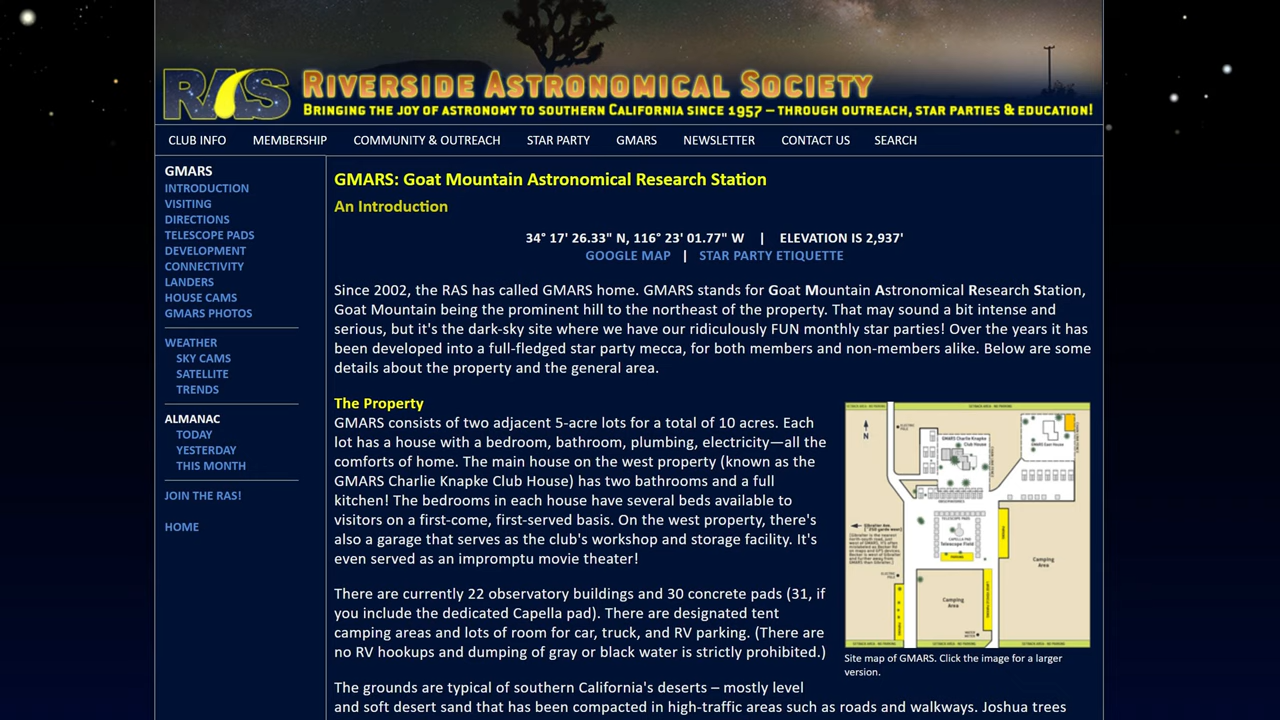 RAS RIVERSIDE ASTRONOMICAL SOCIETY
BRINGING THE JOY OF ASTRONOMY TO SOUTHERN CALIFORNIA SINCE 1957 – THROUGH OUTREACH, STAR PARTIES & EDUCATION!
CLUB INFO MEMBERSHIP COMMUNITY & OUTREACH STAR PARTY GMARS NEWSLETTER CONTACT US SEARCH
GMARS
INTRODUCTION
VISITING
DIRECTIONS
TELESCOPE PADS
DEVELOPMENT
CONNECTIVITY
LANDERS
HOUSE CAMS
GMARS PHOTOS
WEATHER
SKY CAMS
SATELLITE
TRENDS
ALMANAC
TODAY
YESTERDAY
THIS MONTH
JOIN THE RAS!
HOME
GMARS: Goat Mountain Astronomical Research Station
An Introduction
34° 17' 26.33" N, 116° 23' 01.77" W | ELEVATION IS 2,937'
GOOGLE MAP | STAR PARTY ETIQUETTE
Since 2002, the RAS has called GMARS home. GMARS stands for Goat Mountain Astronomical Research Station,
Goat Mountain being the prominent hill to the northeast of the property. That may sound a bit intense and
serious, but it's the dark-sky site where we have our ridiculously FUN monthly star parties! Over the years it has
been developed into a full-fledged star party mecca, for both members and non-members alike. Below are some
details about the property and the general area.
The Property
GMARS consists of two adjacent 5-acre lots for a total of 10 acres. Each
lot has a house with a bedroom, bathroom, plumbing, electricity—all the
comforts of home. The main house on the west property (known as the
GMARS Charlie Knapke Club House) has two bathrooms and a full
kitchen! The bedrooms in each house have several beds available to
visitors on a first-come, first-served basis. On the west property, there's
also a garage that serves as the club's workshop and storage facility. It's
even served as an impromptu movie theater!
There are currently 22 observatory buildings and 30 concrete pads (31, if
you include the dedicated Capella pad). There are designated tent
camping areas and lots of room for car, truck, and RV parking. (There are
no RV hookups and dumping of gray or black water is strictly prohibited.)
The grounds are typical of southern California's deserts – mostly level
and soft desert sand that has been compacted in high-traffic areas such as roads and walkways. Joshua trees
N
GMARS Charlie Knapke
Club House
GMARS East House
TELESCOPE PADS
CAPELLA PAD
Telescope Field
Camping
Area
Camping
Area
Site map of GMARS. Click the image for a larger
version.